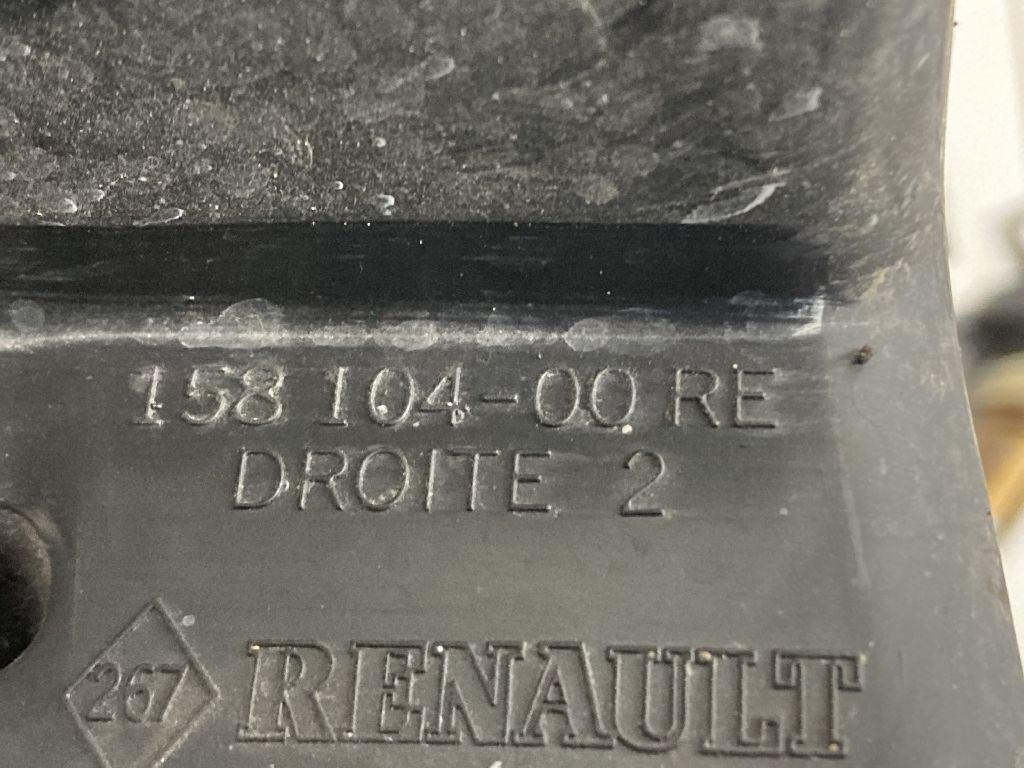 158 104-00 RE
DROITE 2
267 RENAULT